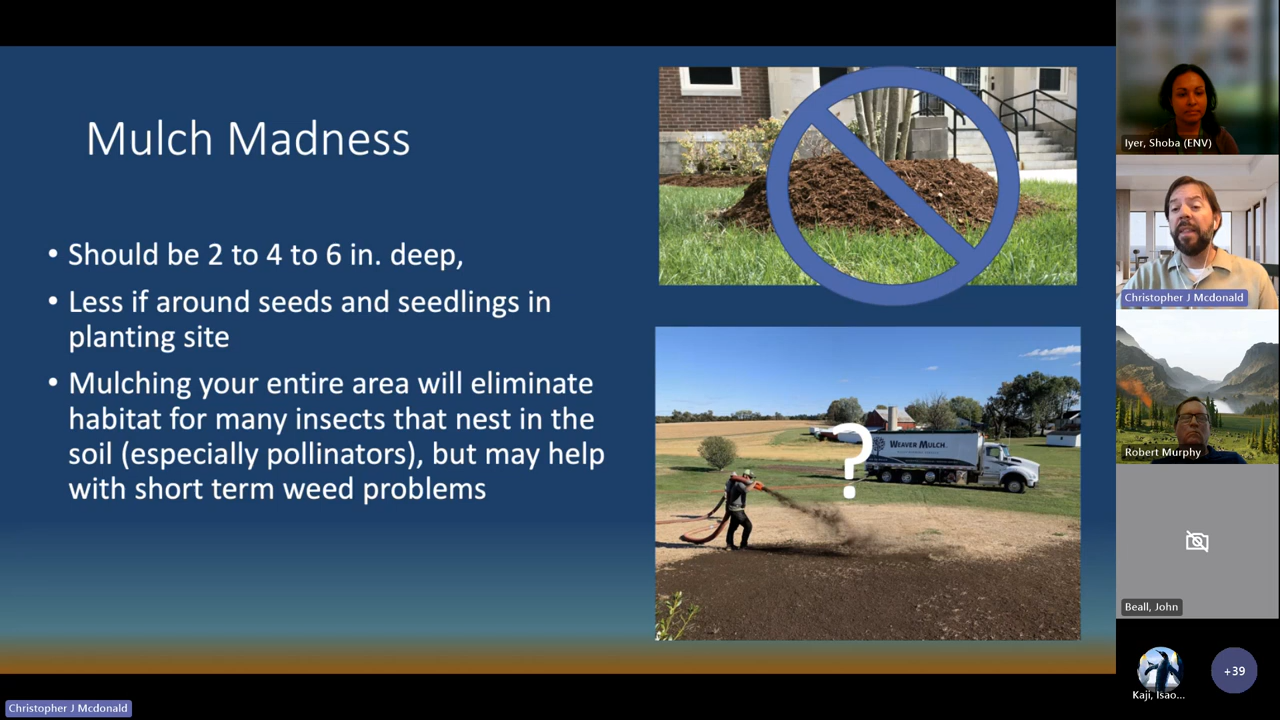 Mulch Madness
• Should be 2 to 4 to 6 in. deep,
• Less if around seeds and seedlings in
planting site
• Mulching your entire area will eliminate
habitat for many insects that nest in the
soil (especially pollinators), but may help
with short term weed problems
?
WEAVER MULCH
Iyer, Shoba (ENV)
Christopher J Mcdonald
Robert Murphy
Beall, John
Kaji, Isao...
+39
Christopher J Mcdonald